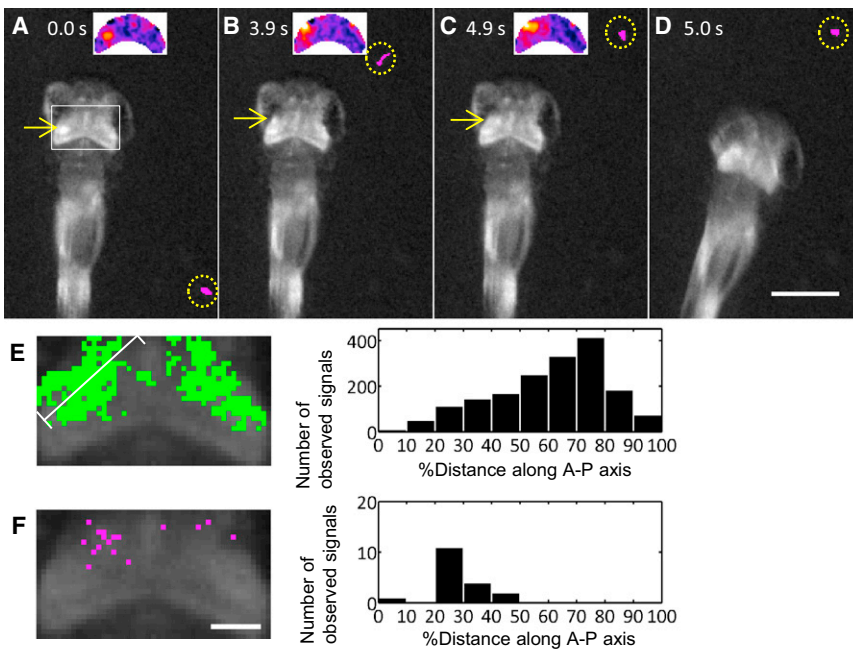 A 0.0 s
B 3.9 s
C 4.9 s
D 5.0 s
E
Number of
observed signals
400
200
0
0 10 20 30 40 50 60 70 80 90 100
%Distance along A-P axis
F
Number of
observed signals
20
10
0
0 10 20 30 40 50 60 70 80 90 100
%Distance along A-P axis